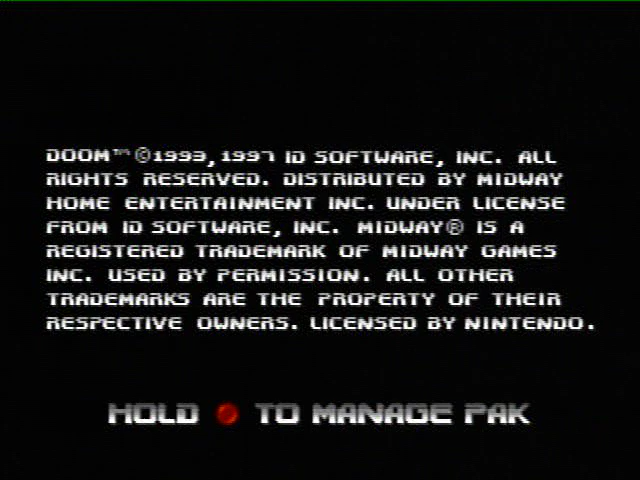 DOOM™ ©1993,1997 ID SOFTWARE, INC. ALL
RIGHTS RESERVED. DISTRIBUTED BY MIDWAY
HOME ENTERTAINMENT INC. UNDER LICENSE
FROM ID SOFTWARE, INC. MIDWAY® IS A
REGISTERED TRADEMARK OF MIDWAY GAMES
INC. USED BY PERMISSION. ALL OTHER
TRADEMARKS ARE THE PROPERTY OF THEIR
RESPECTIVE OWNERS. LICENSED BY NINTENDO.
HOLD TO MANAGE PAK